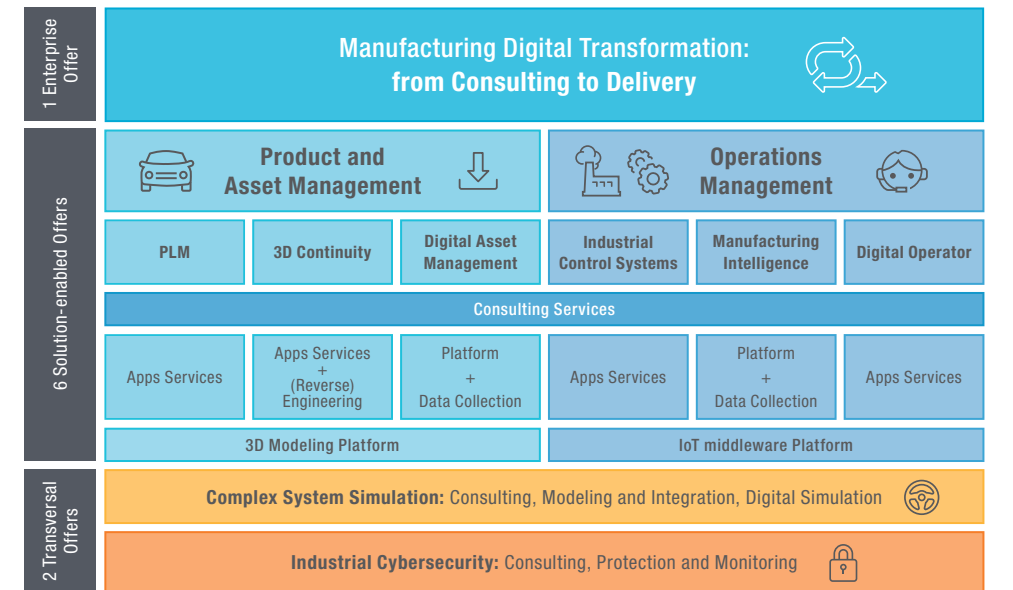 1 Enterprise
Offer
Manufacturing Digital Transformation:
from Consulting to Delivery
6 Solution-enabled Offers
Product and
Asset Management
Operations
Management
PLM
3D Continuity
Digital Asset
Management
Industrial
Control Systems
Manufacturing
Intelligence
Digital Operator
Consulting Services
Apps Services
Apps Services
+
(Reverse)
Engineering
Platform
+
Data Collection
Apps Services
Platform
+
Data Collection
Apps Services
3D Modeling Platform
IoT middleware Platform
2 Transversal
Offers
Complex System Simulation: Consulting, Modeling and Integration, Digital Simulation
Industrial Cybersecurity: Consulting, Protection and Monitoring